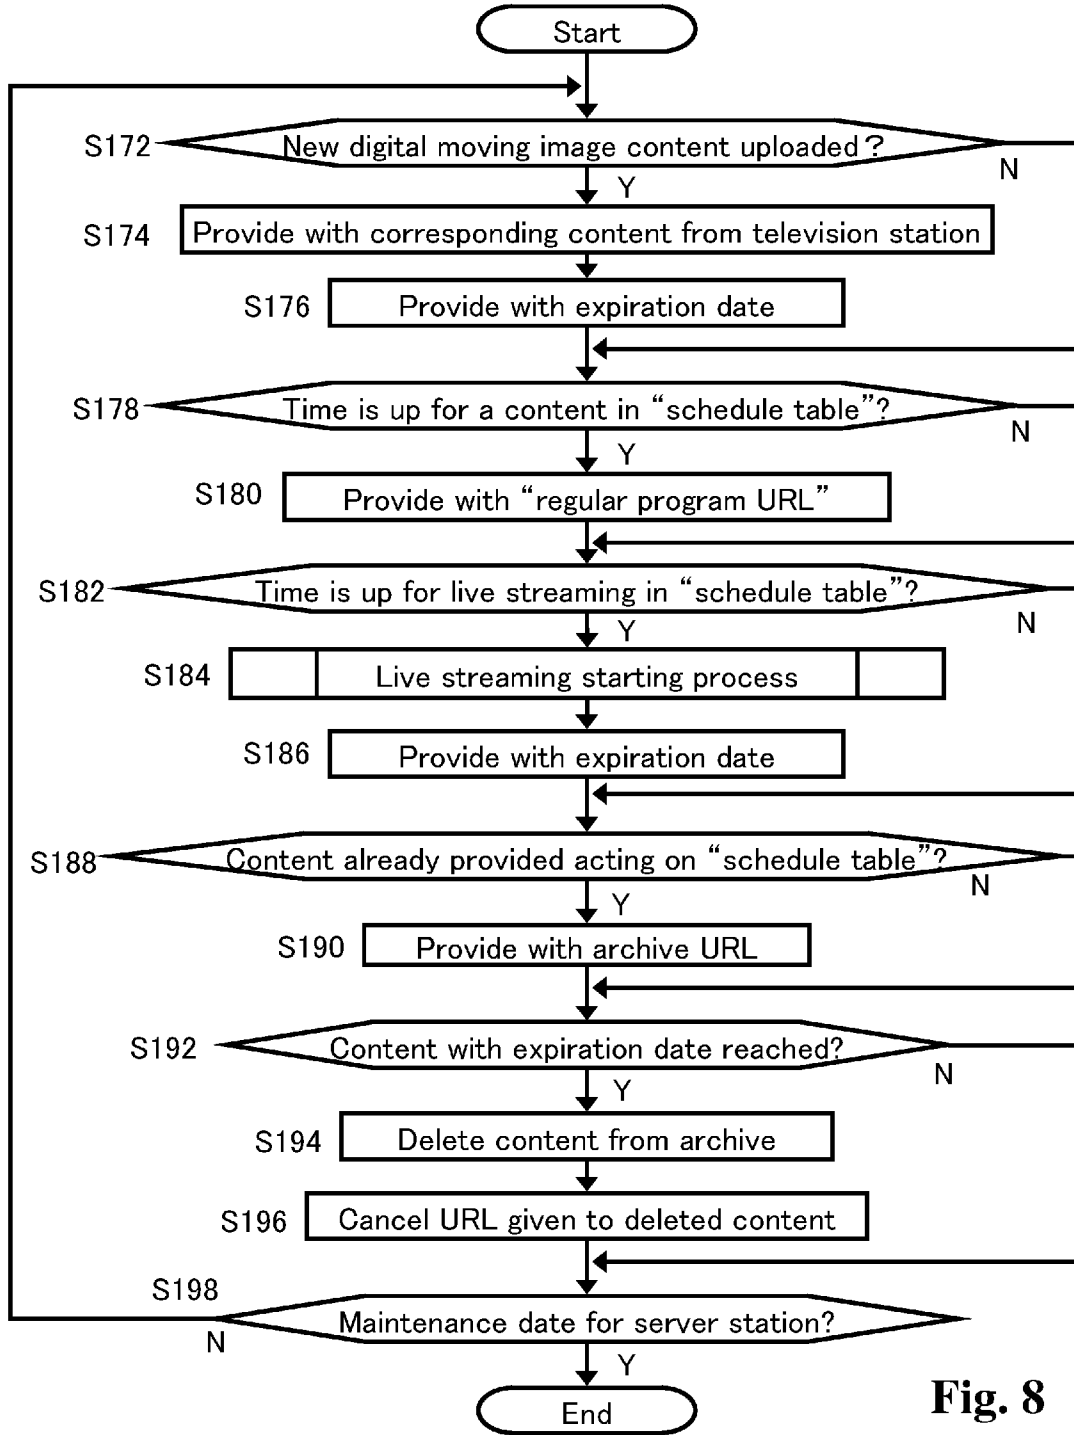 Start
S172
New digital moving image content uploaded?
N
Y
S174
Provide with corresponding content from television station
S176
Provide with expiration date
S178
Time is up for a content in “schedule table”?
N
Y
S180
Provide with “regular program URL”
S182
Time is up for live streaming in “schedule table”?
N
Y
S184
Live streaming starting process
S186
Provide with expiration date
S188
Content already provided acting on “schedule table”?
N
Y
S190
Provide with archive URL
S192
Content with expiration date reached?
N
Y
S194
Delete content from archive
S196
Cancel URL given to deleted content
S198
Maintenance date for server station?
N
Y
End
Fig. 8